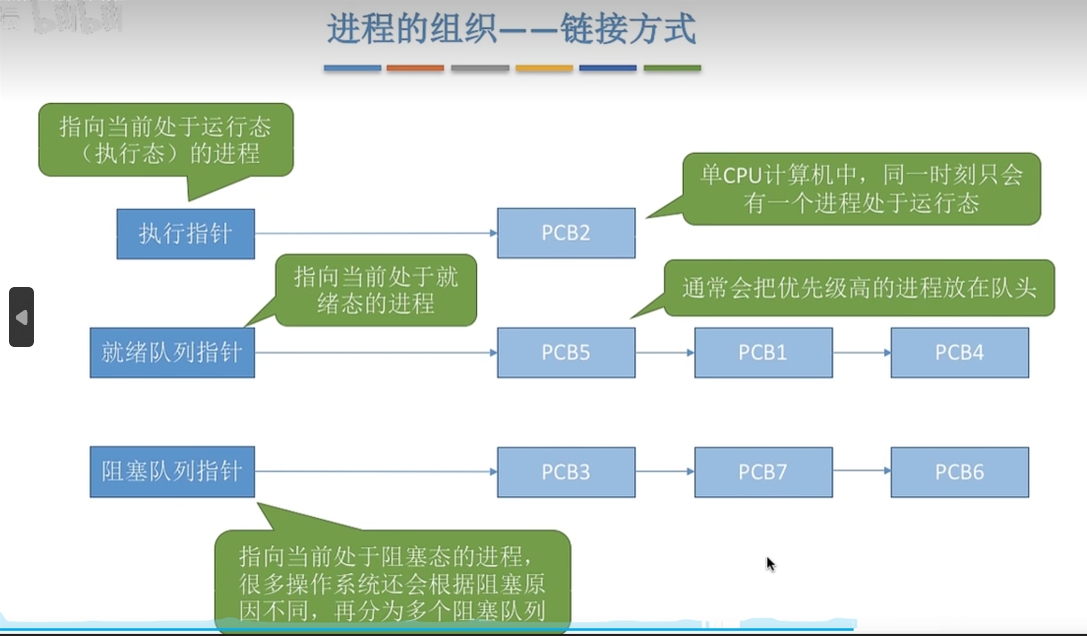 进程的组织——链接方式
指向当前处于运行态
（执行态）的进程
单CPU计算机中，同一时刻只会
有一个进程处于运行态
执行指针
PCB2
指向当前处于就
绪态的进程
通常会把优先级高的进程放在队头
就绪队列指针
PCB5
PCB1
PCB4
阻塞队列指针
PCB3
PCB7
PCB6
指向当前处于阻塞态的进程，
很多操作系统还会根据阻塞原
因不同，再分为多个阻塞队列